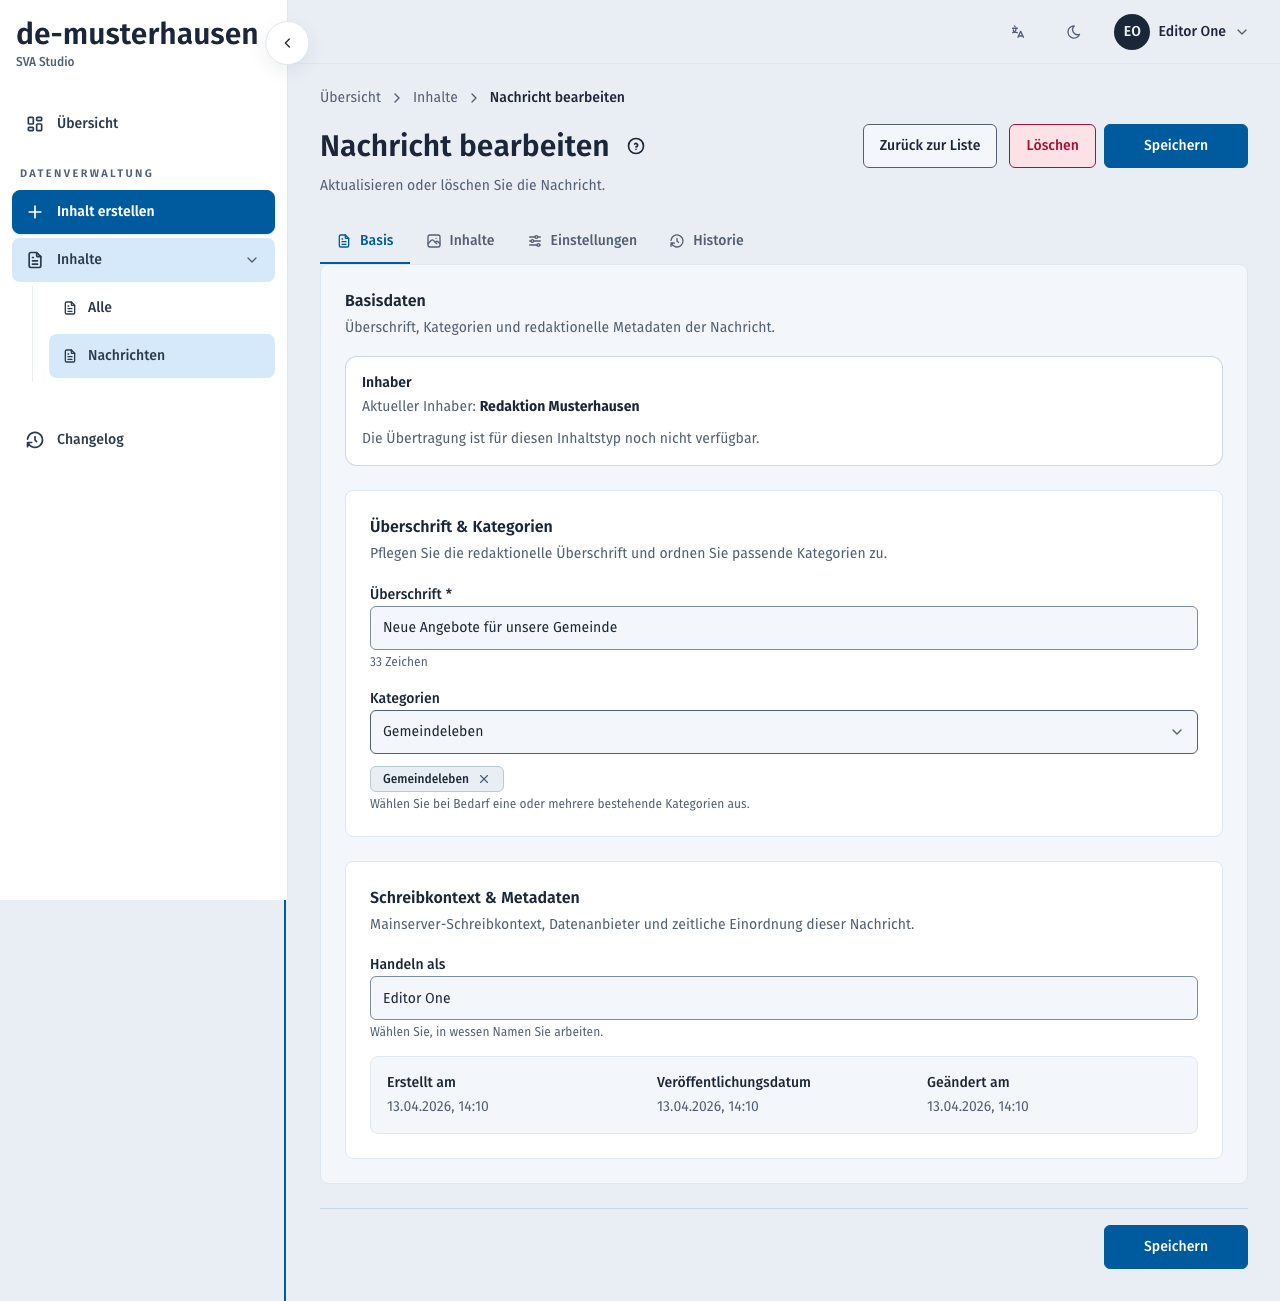 de-musterhausen
SVA Studio
EO Editor One
Übersicht
DATENVERWALTUNG
Inhalt erstellen
Inhalte
Alle
Nachrichten
Changelog
Übersicht Inhalte Nachricht bearbeiten
Nachricht bearbeiten
Zurück zur Liste Löschen Speichern
Aktualisieren oder löschen Sie die Nachricht.
Basis Inhalte Einstellungen Historie
Basisdaten
Überschrift, Kategorien und redaktionelle Metadaten der Nachricht.
Inhaber
Aktueller Inhaber: Redaktion Musterhausen
Die Übertragung ist für diesen Inhaltstyp noch nicht verfügbar.
Überschrift & Kategorien
Pflegen Sie die redaktionelle Überschrift und ordnen Sie passende Kategorien zu.
Überschrift *
Neue Angebote für unsere Gemeinde
33 Zeichen
Kategorien
Gemeindeleben
Gemeindeleben
Wählen Sie bei Bedarf eine oder mehrere bestehende Kategorien aus.
Schreibkontext & Metadaten
Mainserver-Schreibkontext, Datenanbieter und zeitliche Einordnung dieser Nachricht.
Handeln als
Editor One
Wählen Sie, in wessen Namen Sie arbeiten.
Erstellt am Veröffentlichungsdatum Geändert am
13.04.2026, 14:10 13.04.2026, 14:10 13.04.2026, 14:10
Speichern